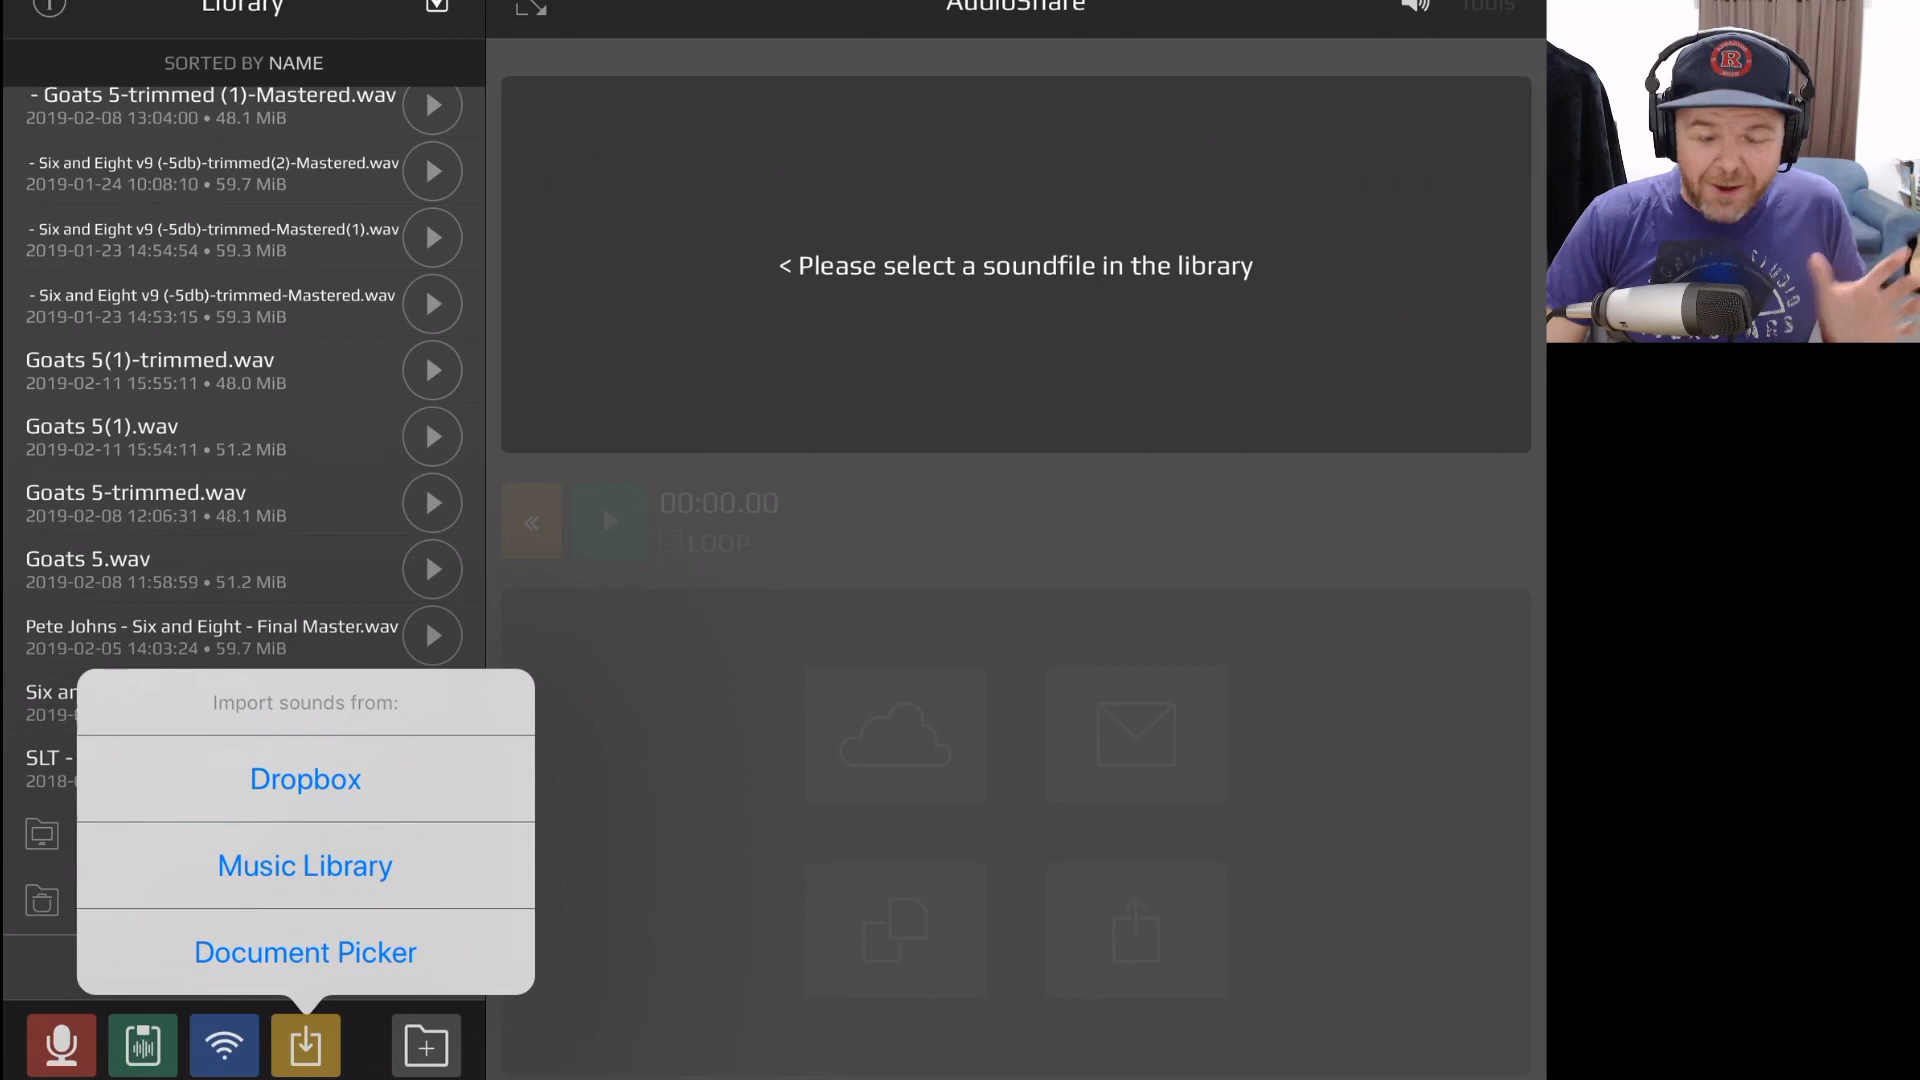 Library
AudioShare
Tools
SORTED BY NAME
- Goats 5-trimmed (1)-Mastered.wav
2019-02-08 13:04:00 • 48.1 MiB
- Six and Eight v9 (-5db)-trimmed(2)-Mastered.wav
2019-01-24 10:08:10 • 59.7 MiB
- Six and Eight v9 (-5db)-trimmed-Mastered(1).wav
2019-01-23 14:54:54 • 59.3 MiB
- Six and Eight v9 (-5db)-trimmed-Mastered.wav
2019-01-23 14:53:15 • 59.3 MiB
Goats 5(1)-trimmed.wav
2019-02-11 15:55:11 • 48.0 MiB
Goats 5(1).wav
2019-02-11 15:54:11 • 51.2 MiB
Goats 5-trimmed.wav
2019-02-08 12:06:31 • 48.1 MiB
Goats 5.wav
2019-02-08 11:58:59 • 51.2 MiB
Pete Johns - Six and Eight - Final Master.wav
2019-02-05 14:03:24 • 59.7 MiB
Six an
2019-
SLT -
2018-
Import sounds from:
Dropbox
Music Library
Document Picker
< Please select a soundfile in the library
00:00.00
LOOP
R